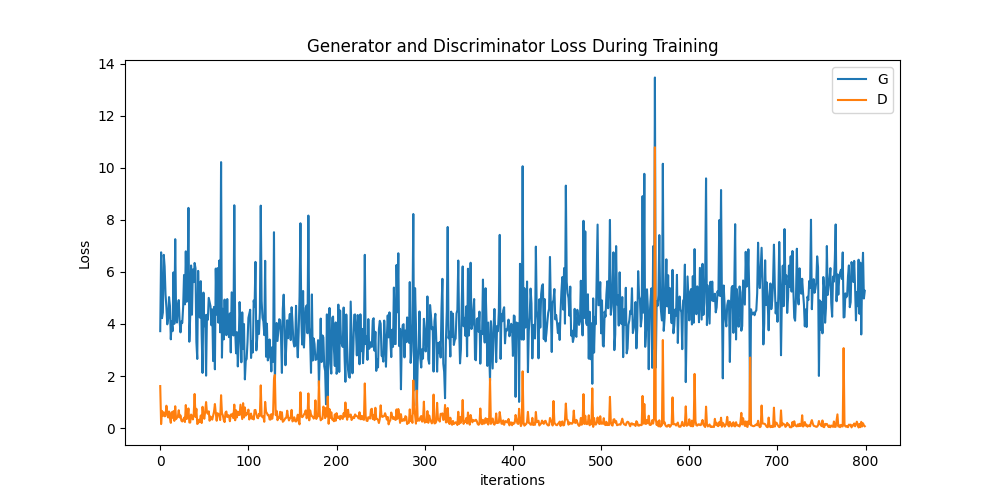 Generator and Discriminator Loss During Training
14
12
10
8
6
4
2
0
Loss
G
D
0 100 200 300 400 500 600 700 800
iterations